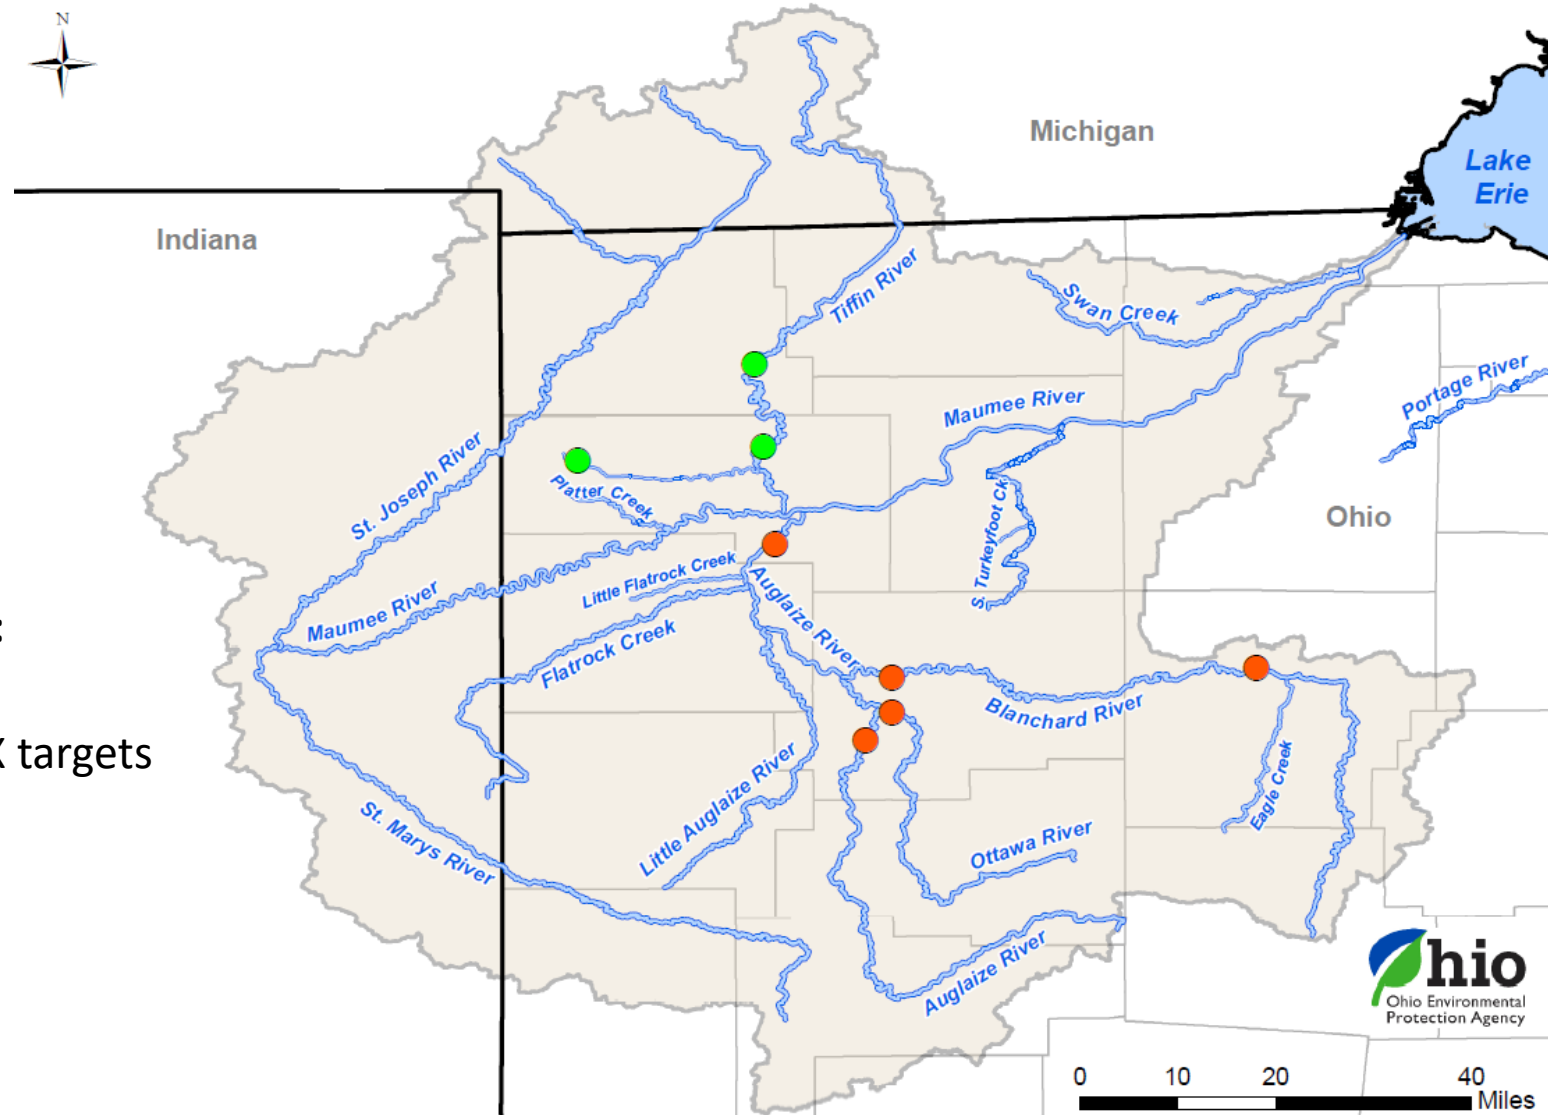 N
Michigan
Lake
Erie
Indiana
Tiffin River
Swan Creek
Portage River
Maumee River
St. Joseph River
Platter Creek
S. Turkeyfoot Ck
Ohio
Little Flatrock Creek
Auglaize River
Maumee River
:
Flatrock Creek
Blanchard River
X targets
Eagle Creek
Little Auglaize River
St. Marys River
Ottawa River
Auglaize River
hio
Ohio Environmental
Protection Agency
0 10 20 40
Miles